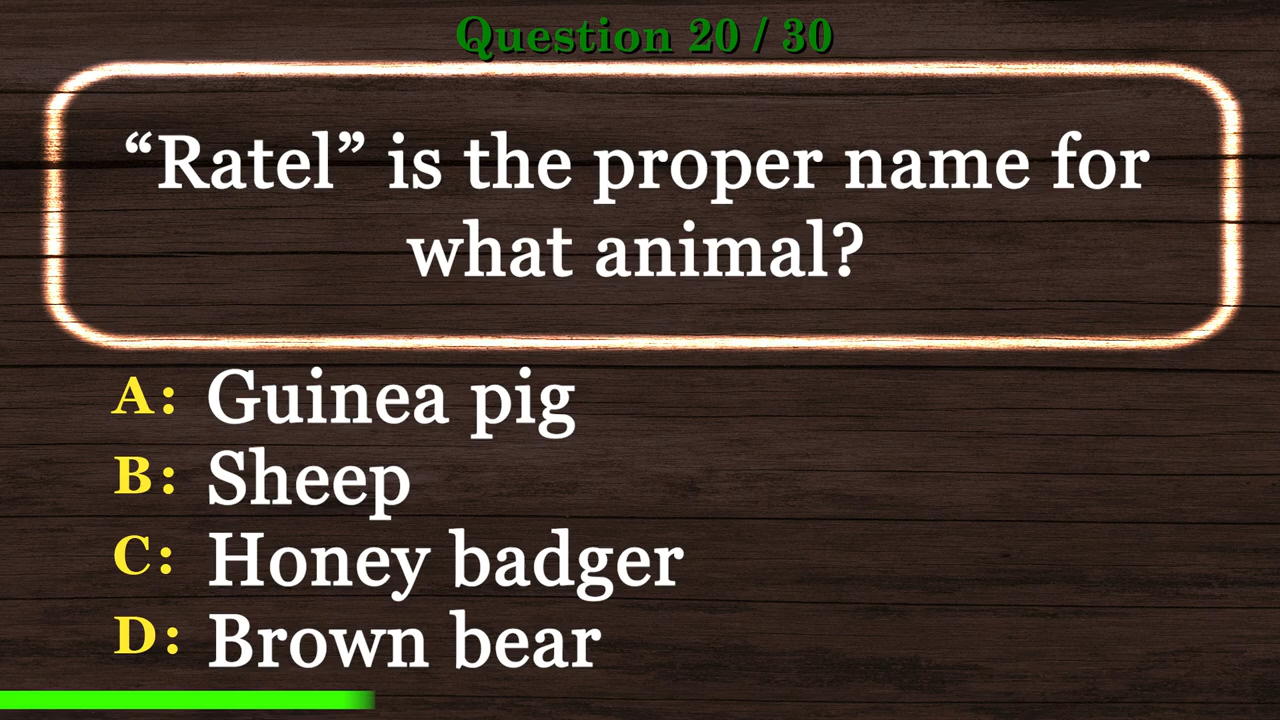 Question 20 / 30
“Ratel” is the proper name for
what animal?
A: Guinea pig
B: Sheep
C: Honey badger
D: Brown bear